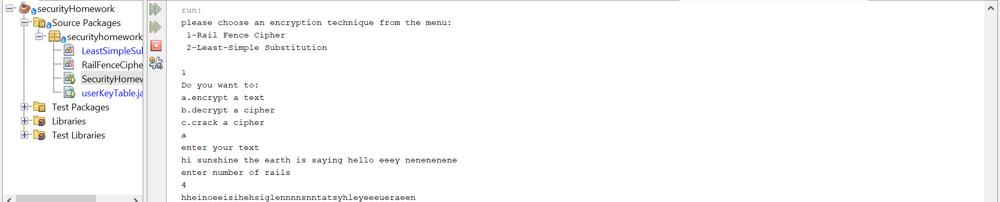 securityHomework
Source Packages
securityhomework
LeastSimpleSul
RailFenceCiphe
SecurityHomew
userKeyTable.ja
Test Packages
Libraries
Test Libraries
run:
please choose an encryption technique from the menu:
1-Rail Fence Cipher
2-Least-Simple Substitution
1
Do you want to:
a.encrypt a text
b.decrypt a cipher
c.crack a cipher
a
enter your text
hi sunshine the earth is saying hello eeey nenenenene
enter number of rails
4
hheinoeeisihehsiglennnnsnntatsyhleyeeeueraeen